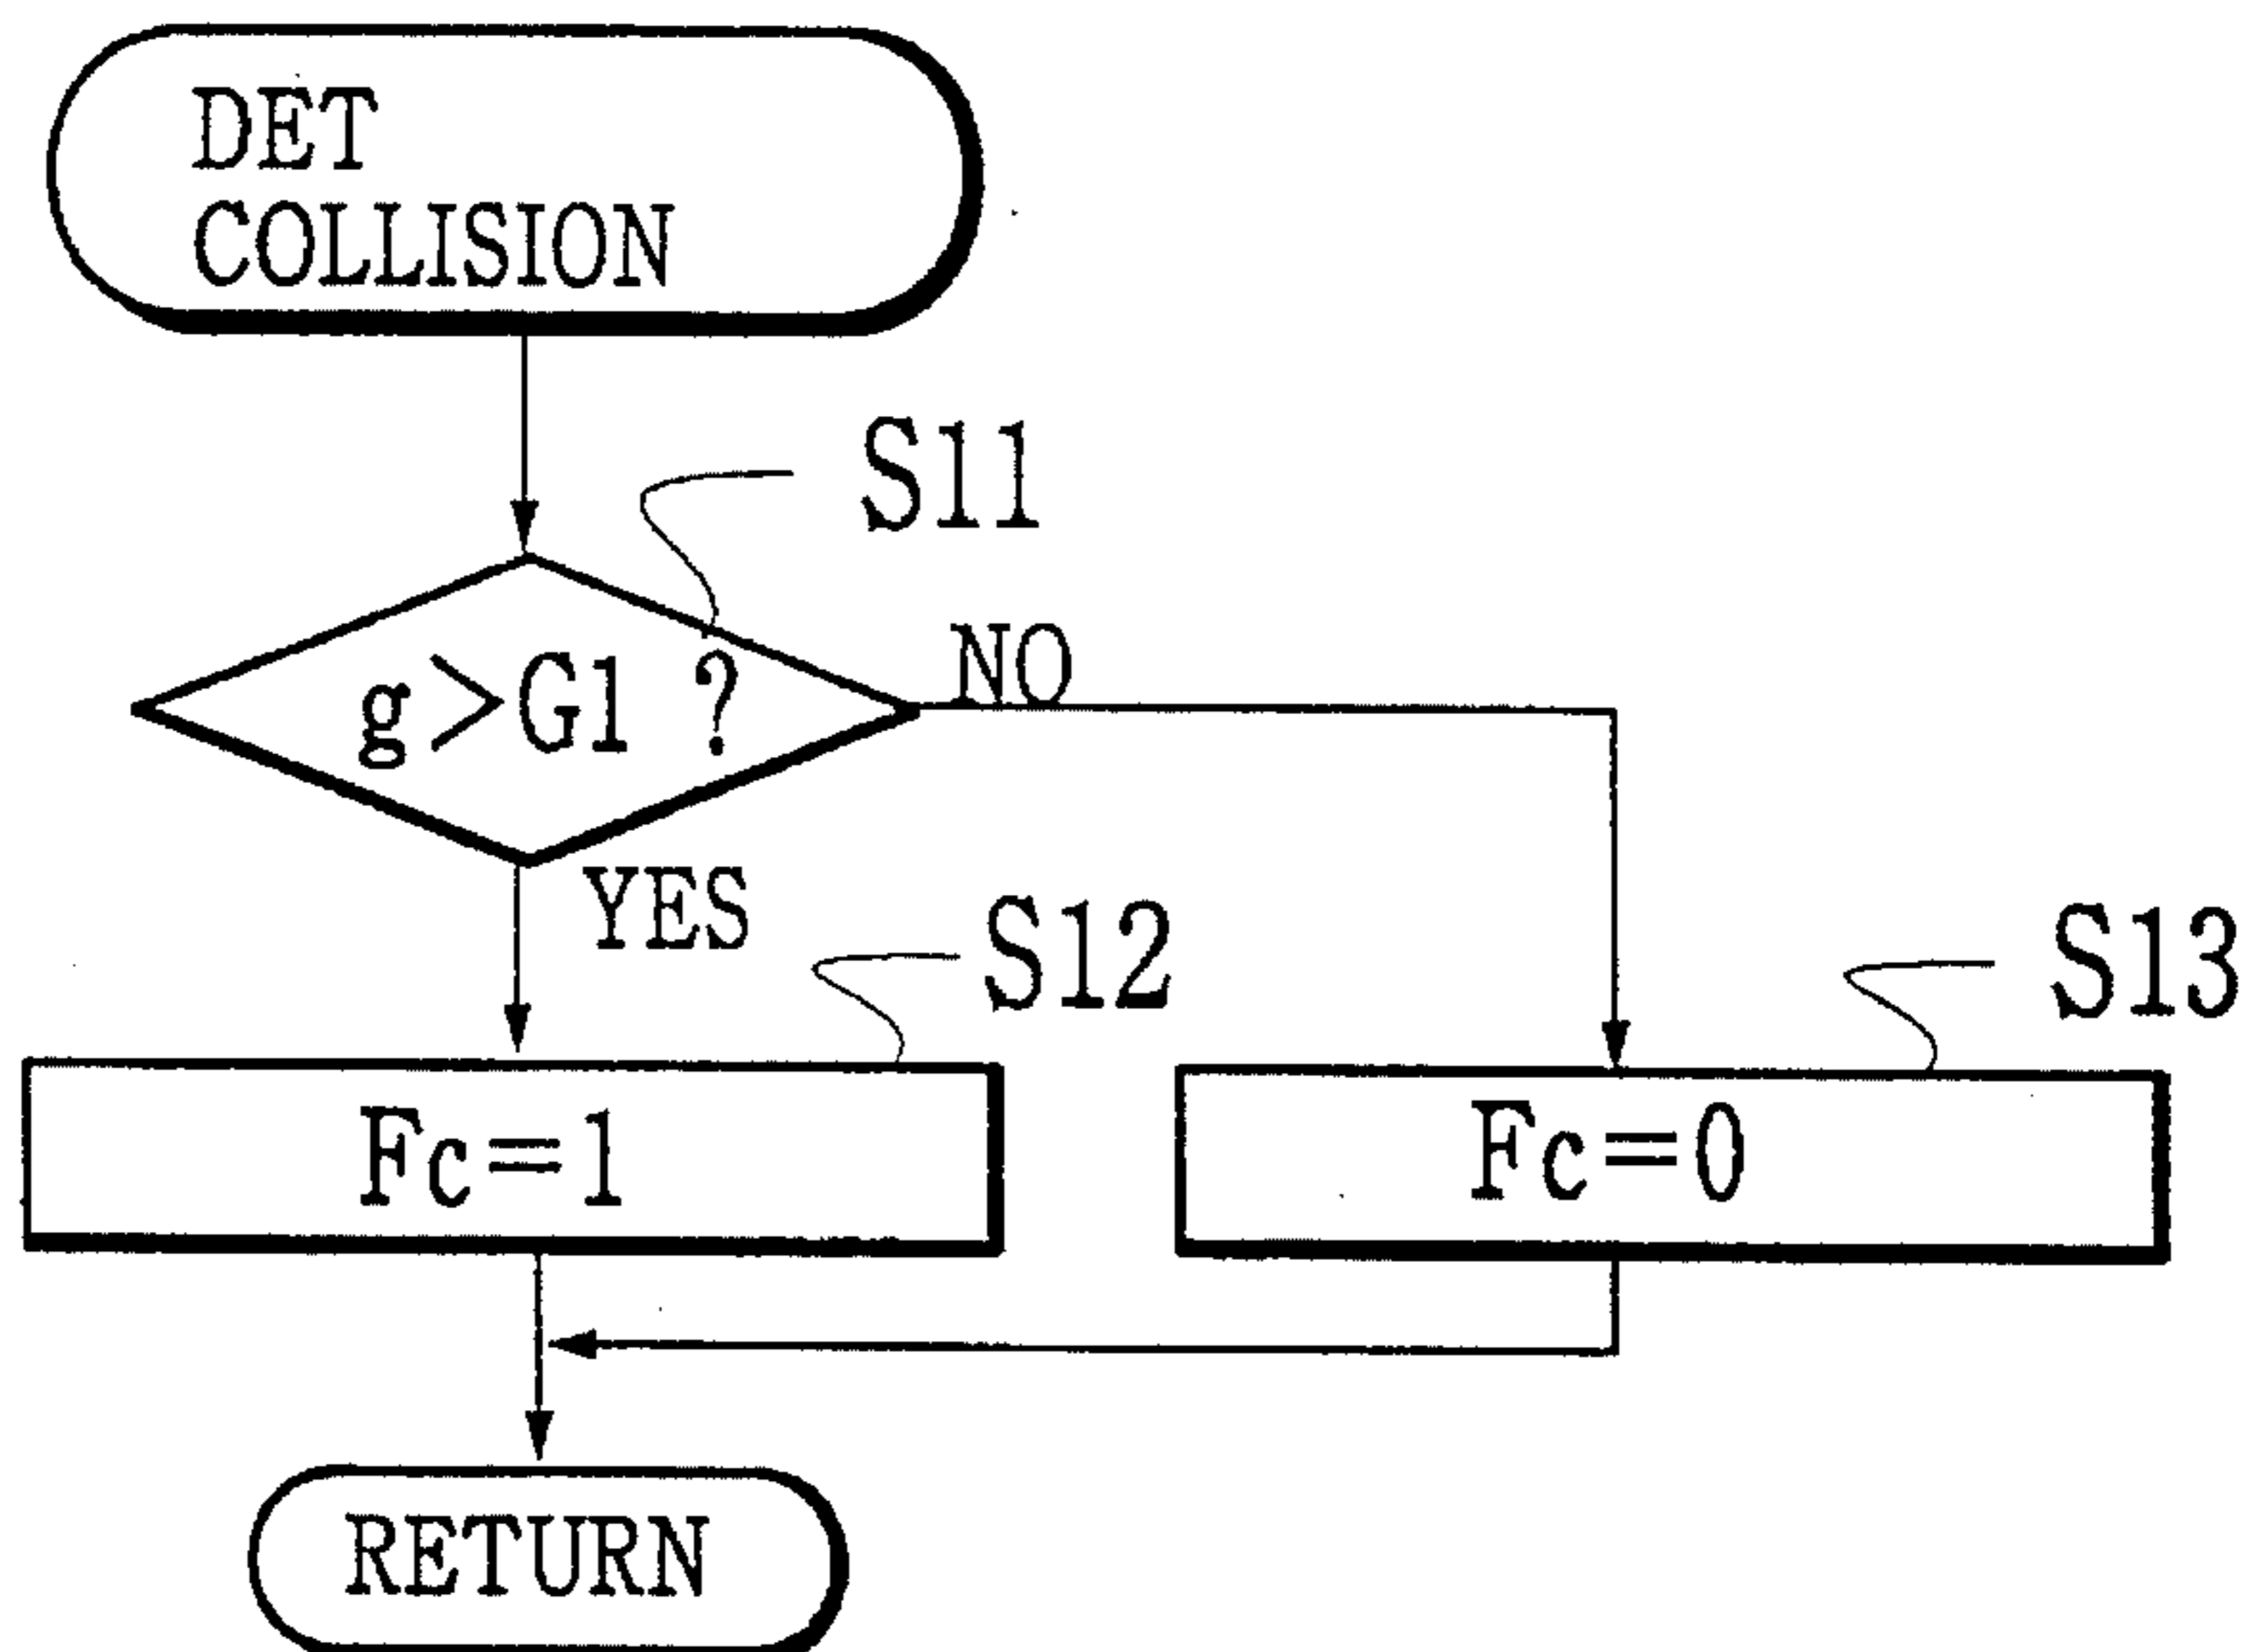 DET
COLLISION
S11
g>G1 ?
NO
YES
S12
S13
Fc=1
Fc=0
RETURN